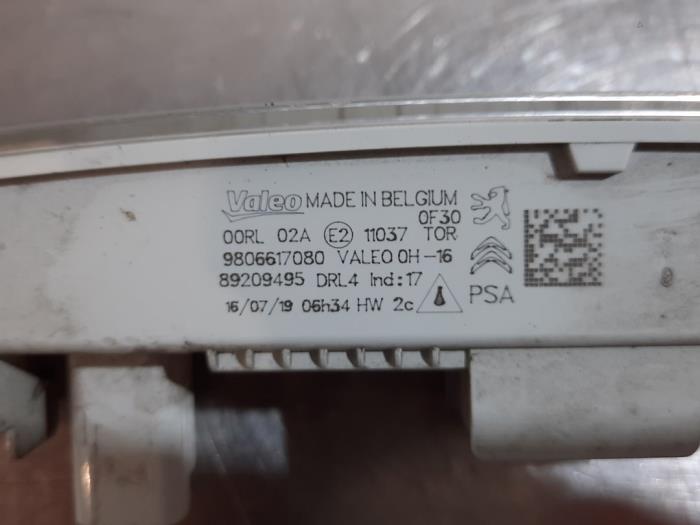 Valeo MADE IN BELGIUM
0F30
00RL 02A E2 11037 TOR
9806617080 VALEO 0H-16
89209495 DRL4 Ind:17
16/07/19 06h34 HW 2c
PSA